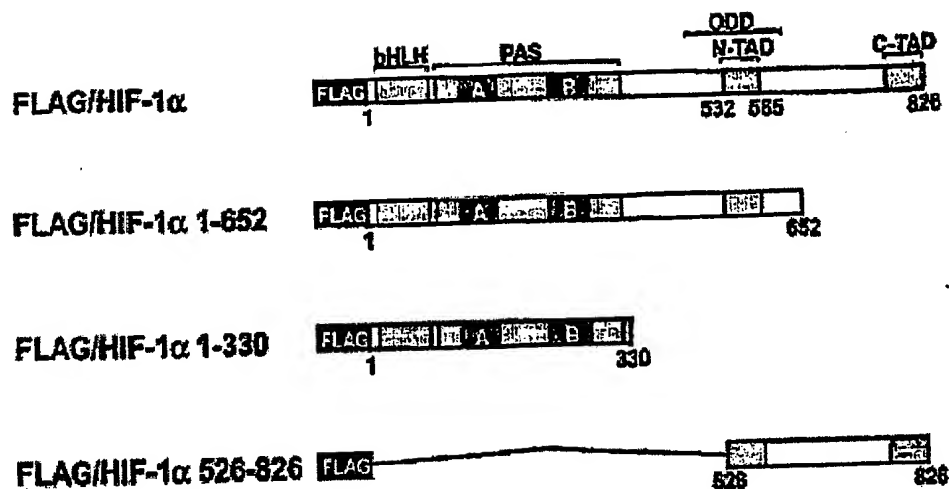 ODD
bHLH PAS N-TAD C-TAD
FLAG/HIF-1α FLAG bHLH A B
1 532 585 826
FLAG/HIF-1α 1-652 FLAG A B
1 652
FLAG/HIF-1α 1-330 FLAG A B
1 330
FLAG/HIF-1α 526-826 FLAG
526 826